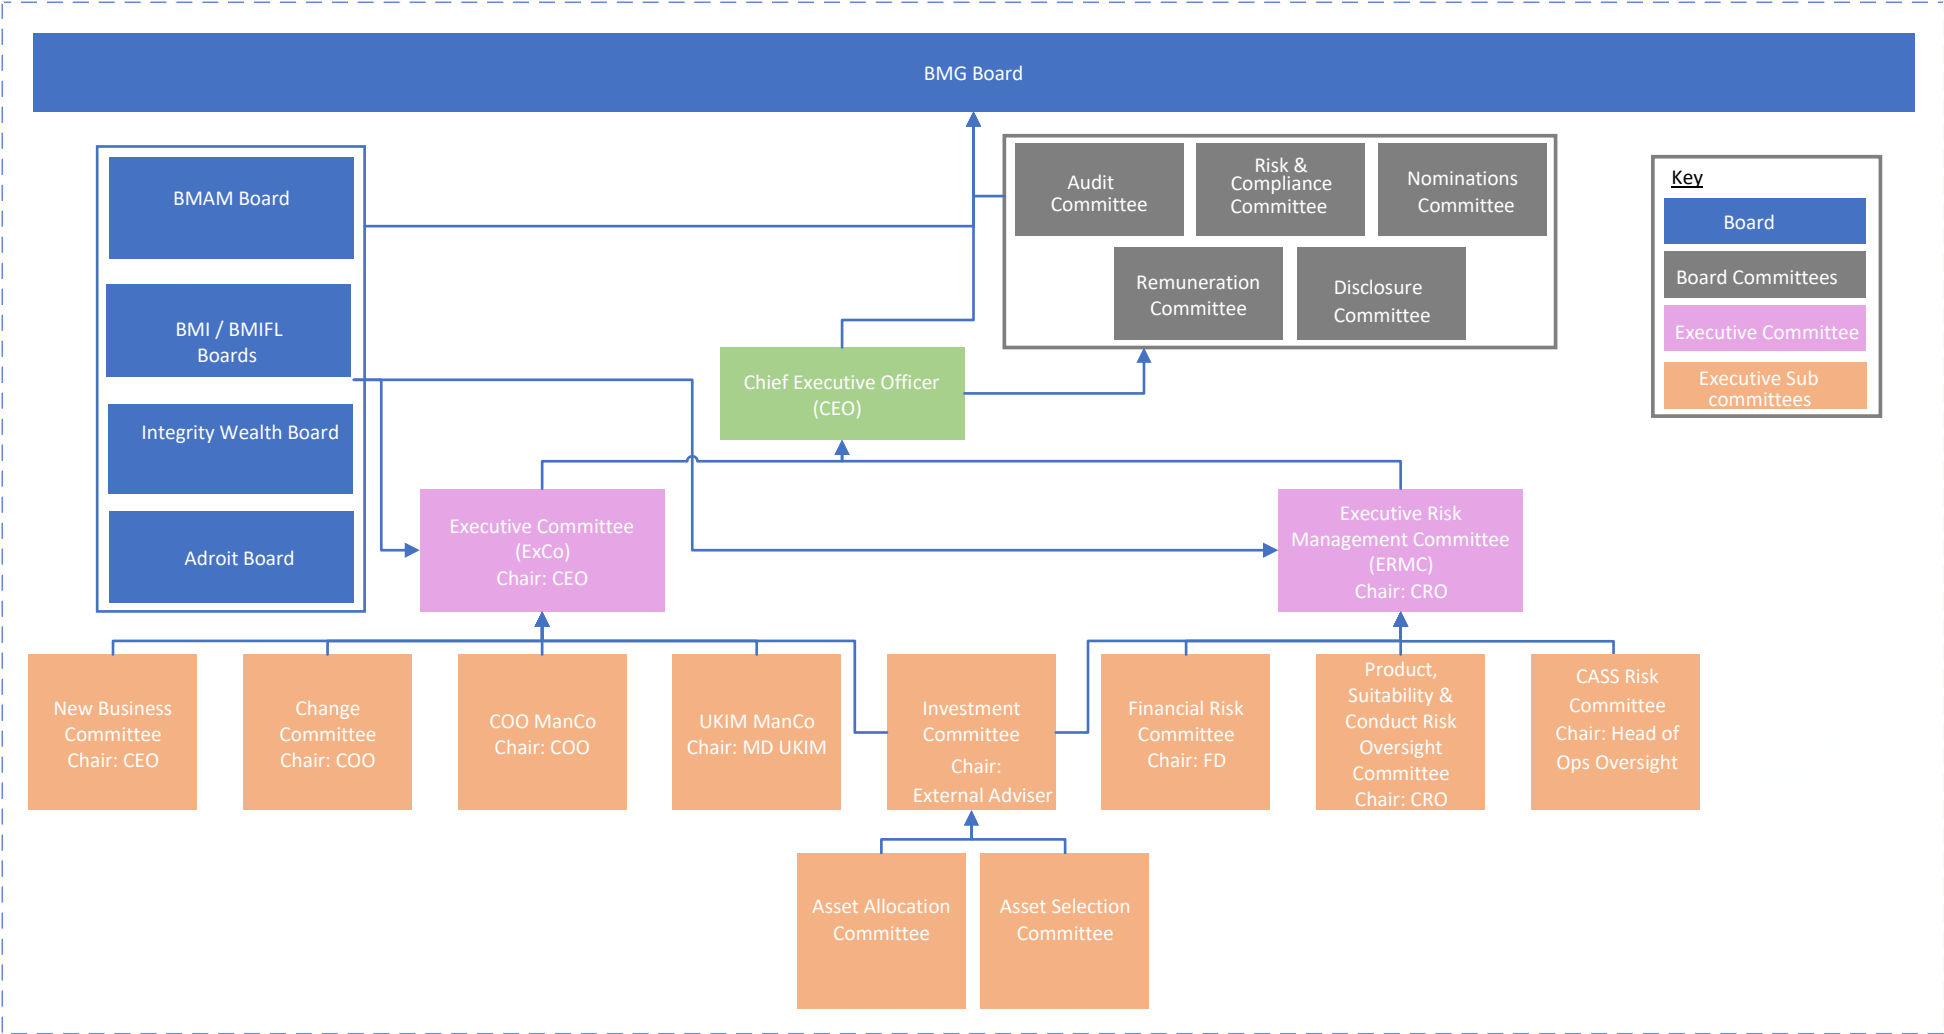 BMG Board
BMAM Board
BMI / BMIFL
Boards
Integrity Wealth Board
Adroit Board
Audit
Committee
Risk &
Compliance
Committee
Nominations
Committee
Remuneration
Committee
Disclosure
Committee
Key
Board
Board Committees
Executive Committee
Executive Sub
committees
Chief Executive Officer
(CEO)
Executive Committee
(ExCo)
Chair: CEO
Executive Risk
Management Committee
(ERMC)
Chair: CRO
New Business
Committee
Chair: CEO
Change
Committee
Chair: COO
COO ManCo
Chair: COO
UKIM ManCo
Chair: MD UKIM
Investment
Committee
Chair:
External Adviser
Financial Risk
Committee
Chair: FD
Product,
Suitability &
Conduct Risk
Oversight
Committee
Chair: CRO
CASS Risk
Committee
Chair: Head of
Ops Oversight
Asset Allocation
Committee
Asset Selection
Committee